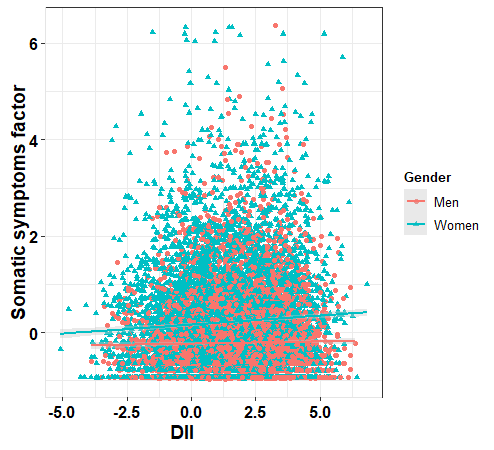 Somatic symptoms factor
6
4
2
0
-5.0 -2.5 0.0 2.5 5.0
DII
Gender
Men
Women